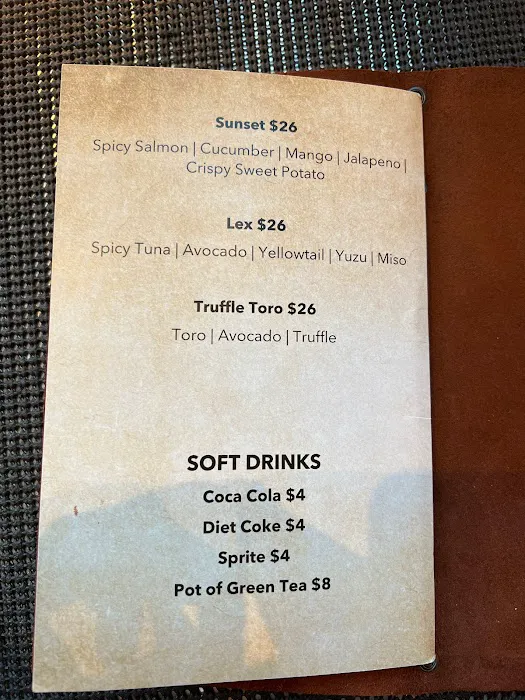 Sunset $26
Spicy Salmon | Cucumber | Mango | Jalapeno |
Crispy Sweet Potato
Lex $26
Spicy Tuna | Avocado | Yellowtail | Yuzu | Miso
Truffle Toro $26
Toro | Avocado | Truffle
SOFT DRINKS
Coca Cola $4
Diet Coke $4
Sprite $4
Pot of Green Tea $8